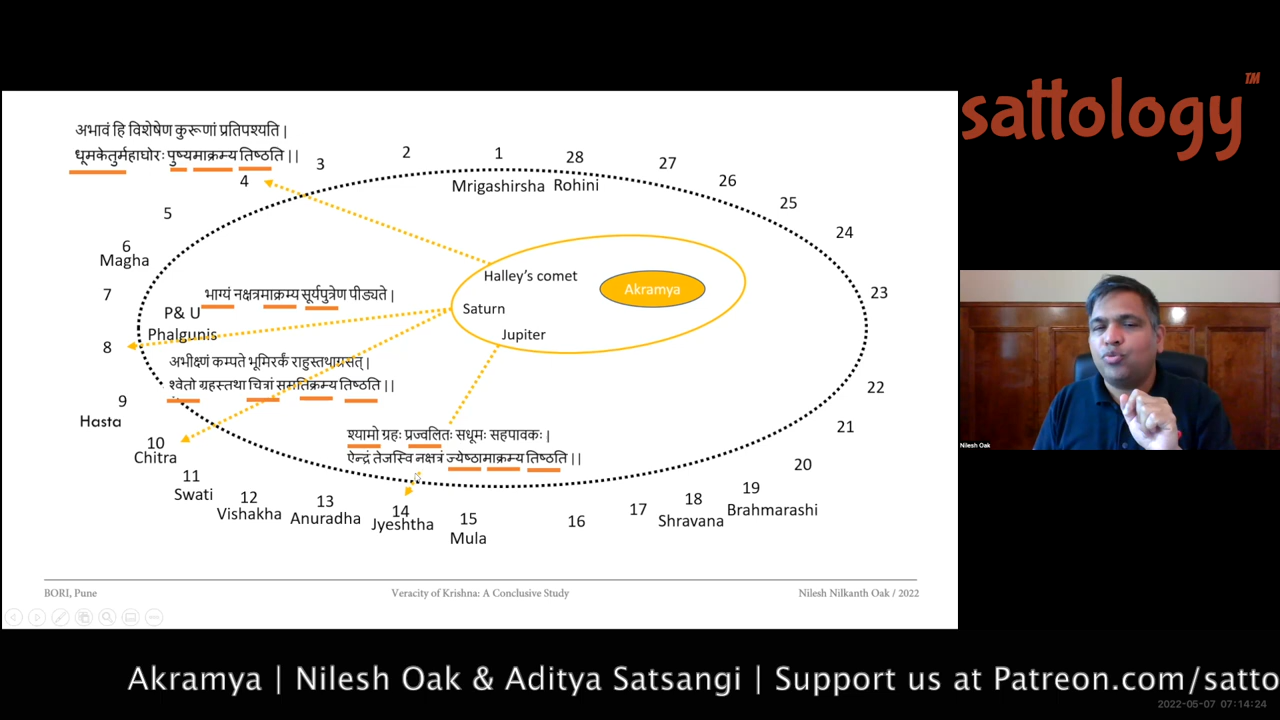 sattology™
अभावं हि विशेषेण कुरूणां प्रतिपश्यति |
धूमकेतुर्महाघोरः पुष्यमाक्रम्य तिष्ठति ||
1
2
3
4
5
6
Magha
7
28
27
26
25
24
23
22
21
20
Mrigashirsha Rohini
Halley's comet
Akramya
Saturn
Jupiter
भाग्यं नक्षत्रमाक्रम्य सूर्यपुत्रेण पीड्यते |
P& U
Phalgunis
8
अभीक्ष्णं कम्पते भूमिरर्कं राहुस्तथाग्रसत् |
श्वेतो ग्रहस्तथा चित्रां समतिक्रम्य तिष्ठति ||
9
Hasta
10
Chitra
श्यामो ग्रहः प्रज्वलितः सधूमः सहपावकः |
ऐन्द्रं तेजस्वि नक्षत्रं ज्येष्ठामाक्रम्य तिष्ठति ||
11
Swati
12
Vishakha
13
Anuradha
14
Jyeshtha
15
Mula
16
17
18
Shravana
19
Brahmarashi
BORI, Pune
Veracity of Krishna: A Conclusive Study
Nilesh Nilkanth Oak / 2022
Nilesh Oak
Akramya | Nilesh Oak & Aditya Satsangi | Support us at Patreon.com/satto
2022-05-07 07:14:24